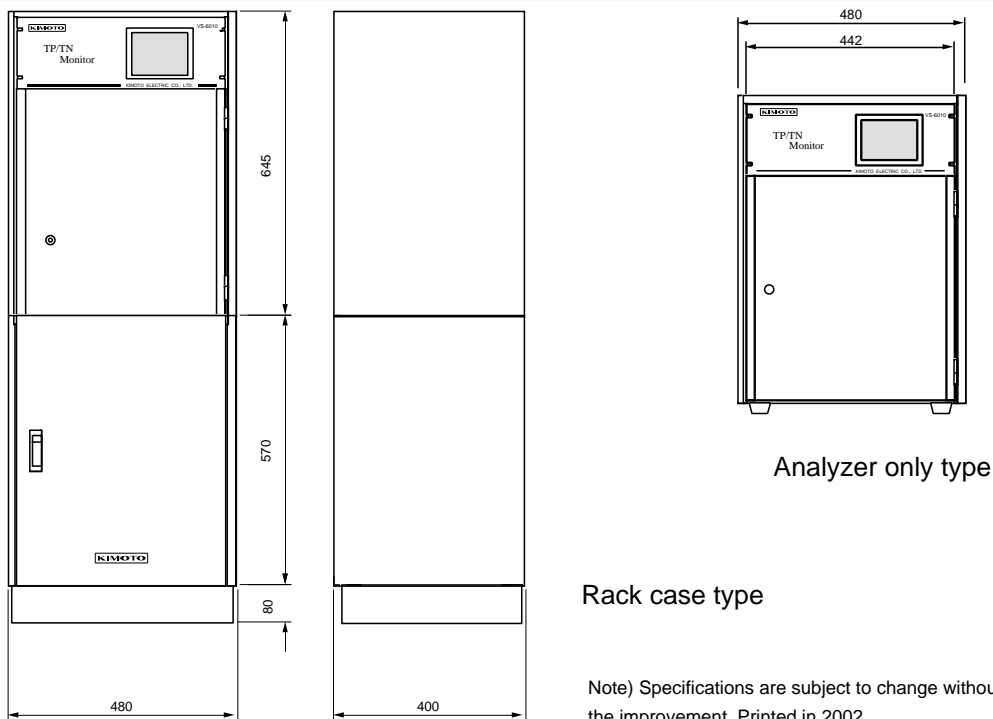 KIMOTO
VS-6010
TP/TN
Monitor
KIMOTO ELECTRIC CO., LTD.
645
570
KIMOTO
80
480
400
480
442
KIMOTO
VS-6010
TP/TN
Monitor
KIMOTO ELECTRIC CO., LTD.
Analyzer only type
Rack case type
Note) Specifications are subject to change
the improvement. Printed in 2002